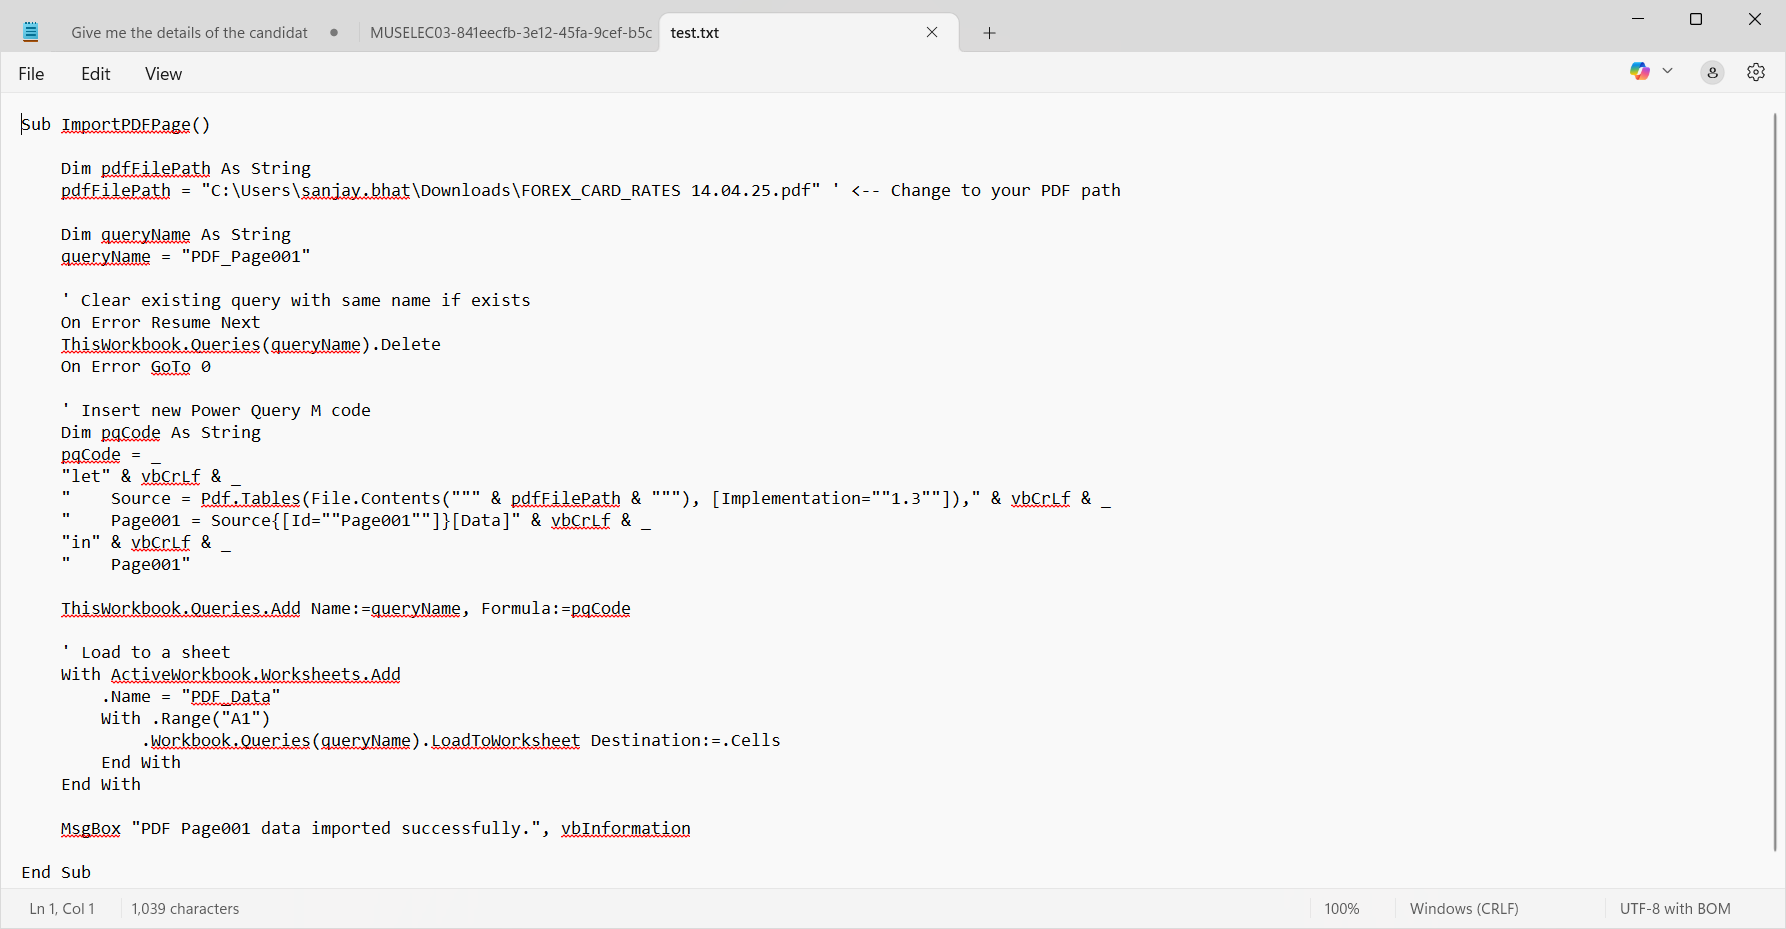 Give me the details of the candidat
MUSELEC03-841eecfb-3e12-45fa-9cef-b5c
test.txt
File Edit View
Sub ImportPDFPage()
    Dim pdfFilePath As String
    pdfFilePath = "C:\Users\sanjay.bhat\Downloads\FOREX_CARD_RATES 14.04.25.pdf" ' <-- Change to your PDF path
    Dim queryName As String
    queryName = "PDF_Page001"
    ' Clear existing query with same name if exists
    On Error Resume Next
    ThisWorkbook.Queries(queryName).Delete
    On Error GoTo 0
    ' Insert new Power Query M code
    Dim pqCode As String
    pqCode = _
    "let" & vbCrLf & _
    "    Source = Pdf.Tables(File.Contents(""" & pdfFilePath & """), [Implementation=""1.3""])," & vbCrLf & _
    "    Page001 = Source{[Id=""Page001""]}[Data]" & vbCrLf & _
    "in" & vbCrLf & _
    "    Page001"
    ThisWorkbook.Queries.Add Name:=queryName, Formula:=pqCode
    ' Load to a sheet
    With ActiveWorkbook.Worksheets.Add
        .Name = "PDF_Data"
        With .Range("A1")
            .Workbook.Queries(queryName).LoadToWorksheet Destination:=.Cells
        End With
    End With
    MsgBox "PDF Page001 data imported successfully.", vbInformation
End Sub
Ln 1, Col 1
1,039 characters
100%
Windows (CRLF)
UTF-8 with BOM